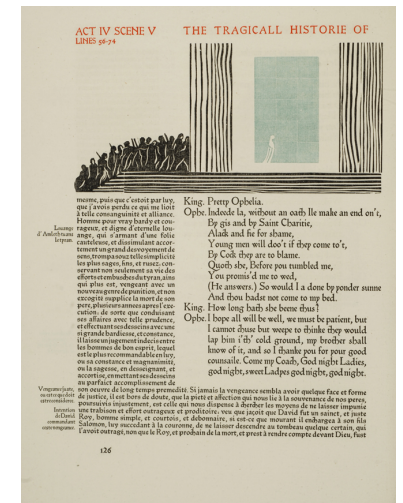 ACT IV SCENE V THE TRAGICALL HISTORIE OF
LINES 56-74
mesme, puis que c'estoit par luy,
que j'avois perdu ce qui me lioit
à telle consanguinité et alliance.
Homme pour vray hardy et cou-
rageux, et digne d'eternelle lou-
ange, qui s'armant d'une folie
cauteleuse, et dissimulant accor-
tement un grand desvoyement de
sens, trompa souz telle simplicité
les plus sages, fins, et rusez, con-
servant non seulement sa vie des
efforts et embusches du tyran, ains
qui plus est, vengeant avec un
nouveau genre de punition, et non
excogité supplice la mort de son
pere, plusieurs annees apres l'exe-
cution: de sorte que conduisant
ses affaires avec telle prudence,
et effectuant ses desseins avec une
si grande hardiesse, et constance,
il laisse un jugement indecis entre
les hommes de bon esprit, lequel
est le plus recommandable en luy,
ou sa constance et magnanimité,
ou la sagesse, en desseignant, et
accortise, en mettant ses desseins
au parfaict accomplissement de
son oeuvre de long temps premedité. Si jamais la vengeance sembla avoir quelque face et forme
de justice, il est hors de doute, que la pieté et affection qui nous lie à la souvenance de nos peres,
poursuivis injustement, est celle qui nous dispense à chercher les moyens de ne laisser impunie
une trahison et effort outrageux et proditoire: veu que jaçoit que David fut un sainct, et juste
Roy, homme simple, et courtois, et debonnaire, si est-ce que mourant il enchargea à son fils
Salomon, luy succedant à la couronne, de ne laisser descendre au tombeau quelque certain, qui
l'avoit outragé, non que le Roy, et prochain de la mort, et prest à rendre compte devant Dieu, fust
Louange
d'Amleth tuant
le tyran.
Vengeance juste,
ou est ce que doit
estre consideree.
Intention
de David
commandant
cette vengeance.
King. Pretty Ophelia.
Ophe. Indeede la, without an oath Ile make an end on't,
By gis and by Saint Charitie,
Alack and fie for shame,
Young men will doo't if they come to't,
By Cock they are to blame.
Quoth she, Before you tumbled me,
You promis'd me to wed,
(He answers.) So would I a done by yonder sunne
And thou hadst not come to my bed.
King. How long hath she beene thus?
Ophe. I hope all will be well, we must be patient, but
I cannot chuse but weepe to thinke they would
lay him i'th' cold ground, my brother shall
know of it, and so I thanke you for your good
counsaile. Come my Coach, God night Ladies,
god night, sweet Ladyes god night, god night.
126